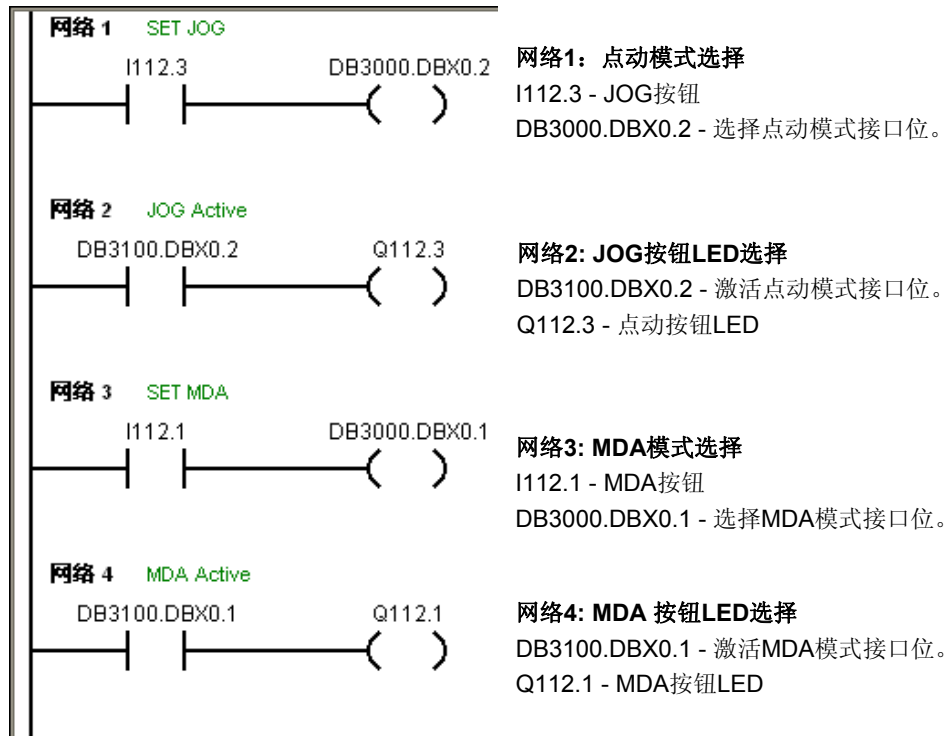 网络 1 SET JOG
I112.3 DB3000.DBX0.2
网络1：点动模式选择
I112.3 - JOG按钮
DB3000.DBX0.2 - 选择点动模式接口位。
网络 2 JOG Active
DB3100.DBX0.2 Q112.3
网络2: JOG按钮LED选择
DB3100.DBX0.2 - 激活点动模式接口位。
Q112.3 - 点动按钮LED
网络 3 SET MDA
I112.1 DB3000.DBX0.1
网络3: MDA模式选择
I112.1 - MDA按钮
DB3000.DBX0.1 - 选择MDA模式接口位。
网络 4 MDA Active
DB3100.DBX0.1 Q112.1
网络4: MDA 按钮LED选择
DB3100.DBX0.1 - 激活MDA模式接口位。
Q112.1 - MDA按钮LED